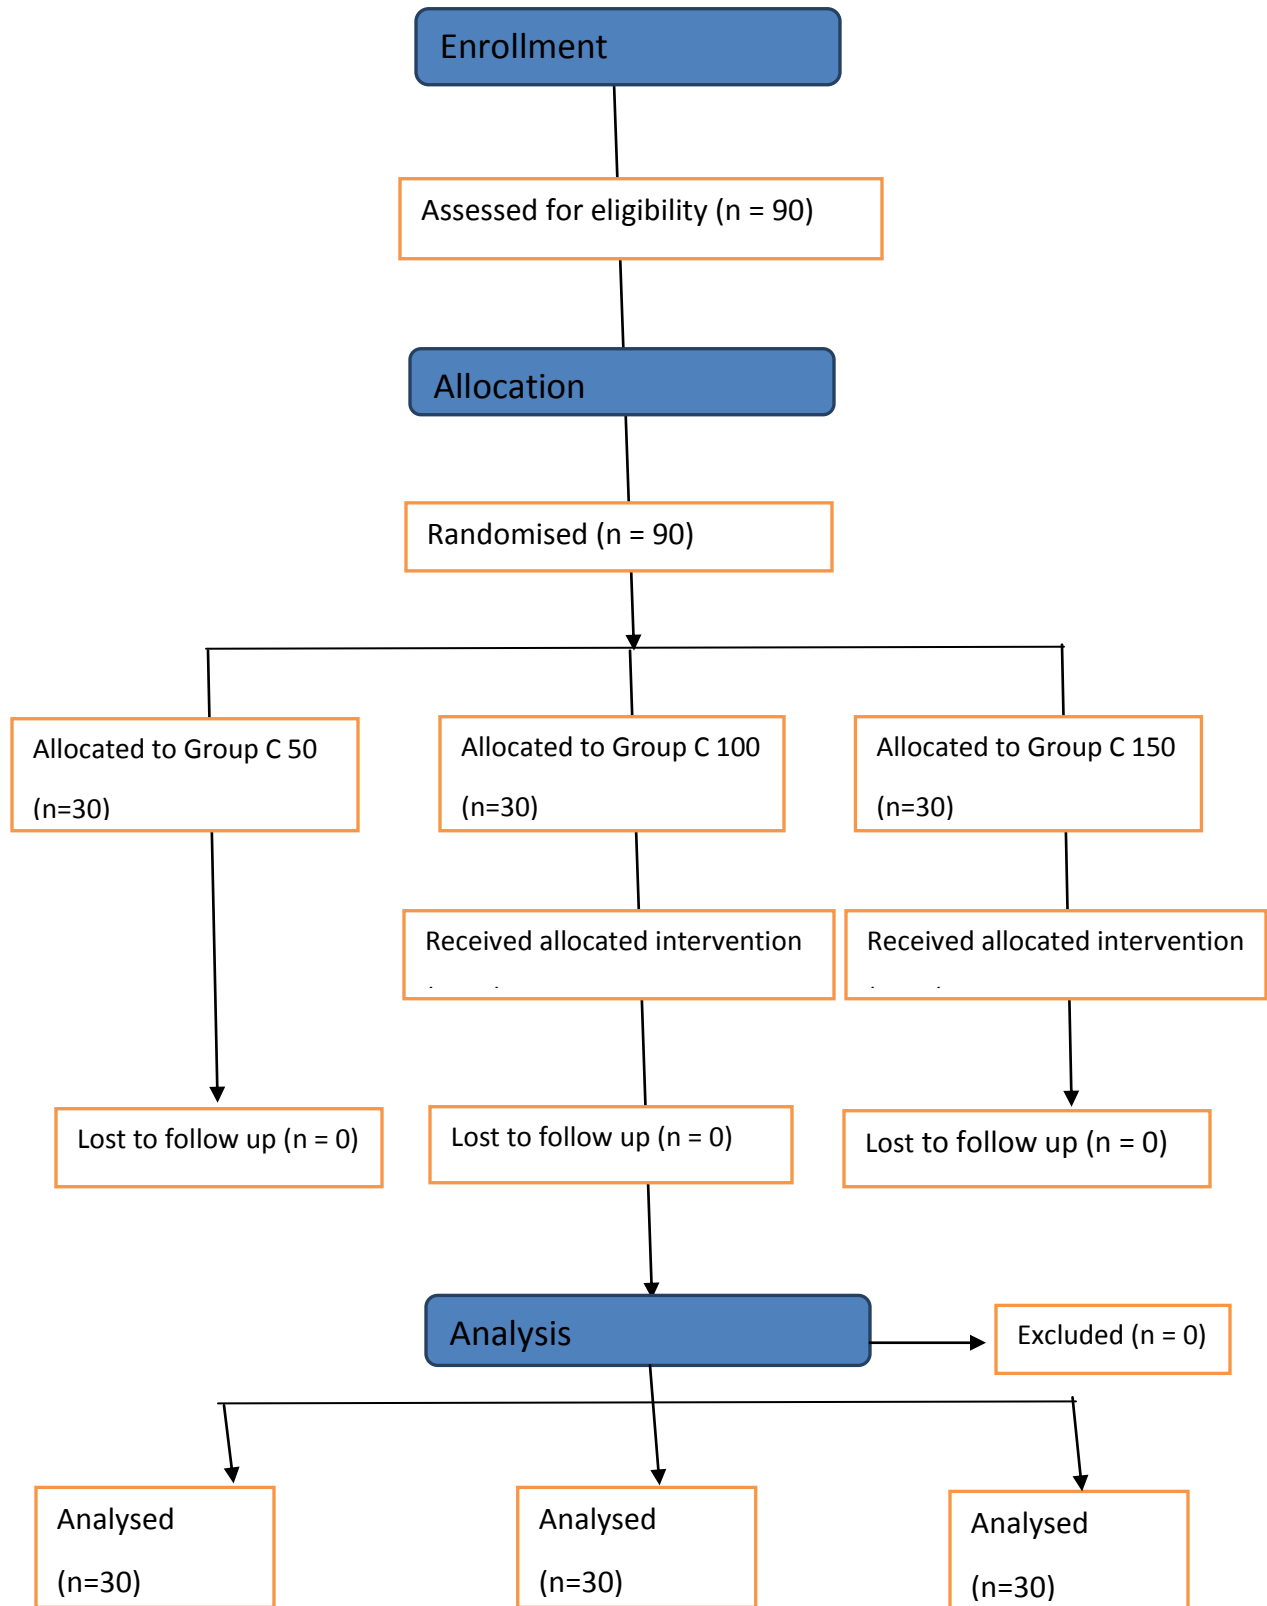 Enrollment
Assessed for eligibility (n = 90)
Allocation
Randomised (n = 90)
Allocated to Group C 50
(n=30)
Allocated to Group C 100
(n=30)
Allocated to Group C 150
(n=30)
Received allocated intervention
Received allocated intervention
Lost to follow up (n = 0)
Lost to follow up (n = 0)
Lost to follow up (n = 0)
Analysis
Excluded (n = 0)
Analysed
(n=30)
Analysed
(n=30)
Analysed
(n=30)